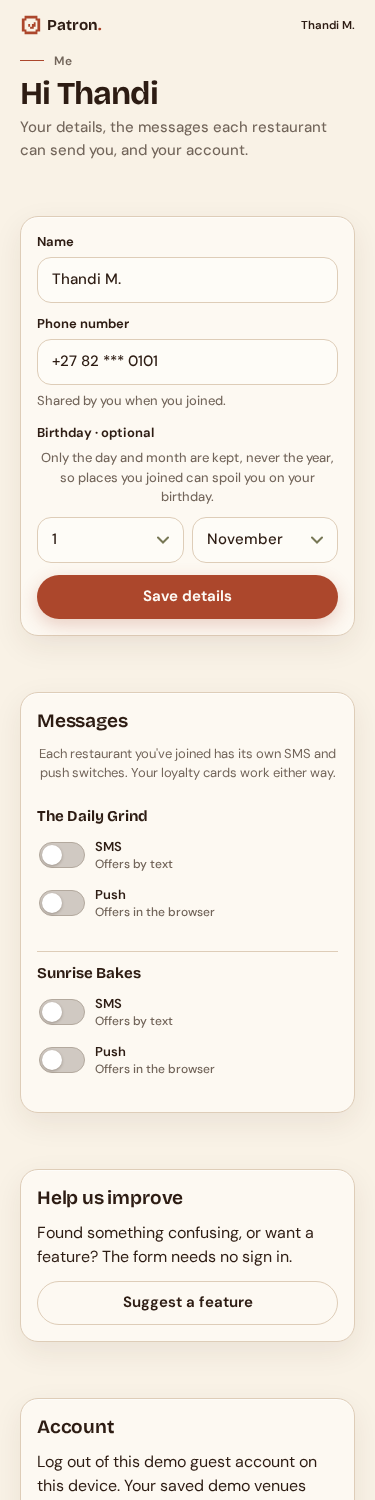 Patron.
Thandi M.
Me
Hi Thandi
Your details, the messages each restaurant
can send you, and your account.
Name
Thandi M.
Phone number
+27 82 *** 0101
Shared by you when you joined.
Birthday · optional
Only the day and month are kept, never the year,
so places you joined can spoil you on your
birthday.
1
November
Save details
Messages
Each restaurant you've joined has its own SMS and
push switches. Your loyalty cards work either way.
The Daily Grind
SMS
Offers by text
Push
Offers in the browser
Sunrise Bakes
SMS
Offers by text
Push
Offers in the browser
Help us improve
Found something confusing, or want a
feature? The form needs no sign in.
Suggest a feature
Account
Log out of this demo guest account on
this device. Your saved demo venues